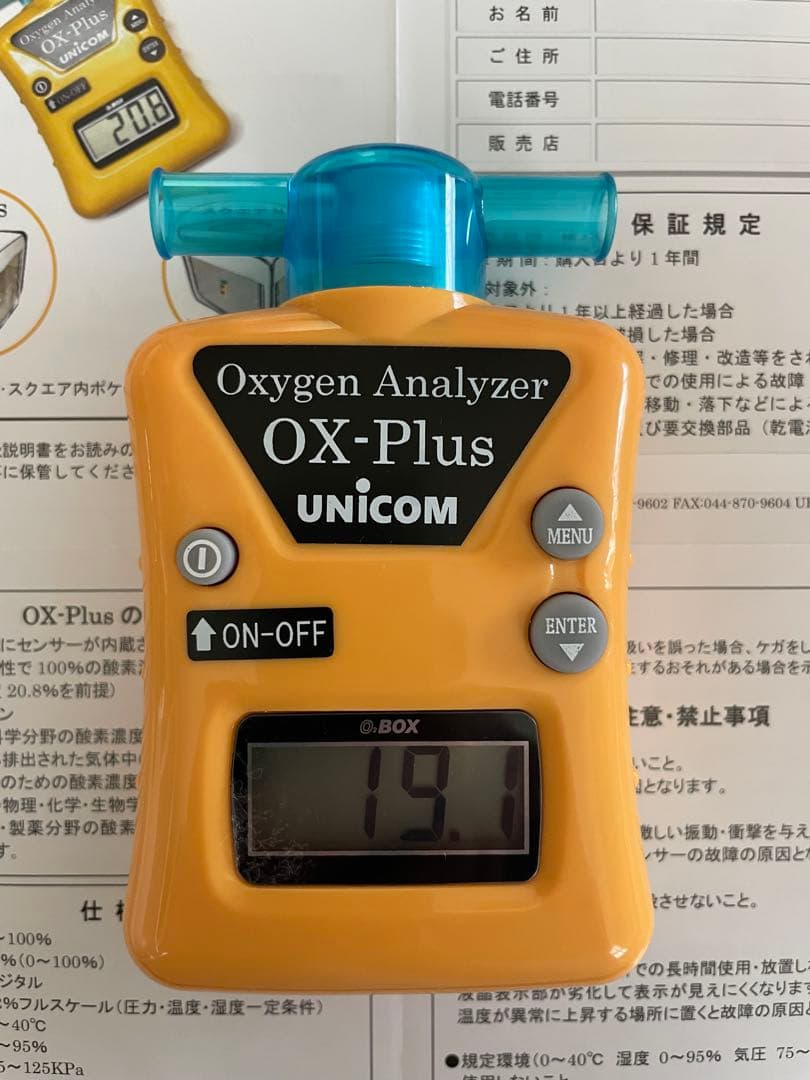 Oxygen Analyzer
OX-Plus
UNiCOM
MENU
ENTER
ON-OFF
O₂BOX
20.8
お名前
ご住所
電話番号
販売店
保証規定
期間：購入日より1年間
対象外：
より1年以上経過した場合
破損した場合
・修理・改造等をされ
での使用による故障
移動・落下などによ
び要交換部品（乾電池
・スクエア内ポケ
説明書をお読みの
に保管してくださ
Oxygen Analyzer
OX-Plus
UNiCOM
MENU
ENTER
ON-OFF
O₂BOX
19.1
-9602 FAX:044-870-9604
OX-Plus の
にセンサーが内蔵さ
性で100%の酸素
20.8%を前提）
ン
学分野の酸素濃度
排出された気体中
のための酸素濃度
物理・化学・生物学
・製薬分野の酸素
す。
扱いを誤った場合、ケガをし
するおそれがある場合を示
注意・禁止事項
いこと。
因となります。
激しい振動・衝撃を与え
ンサーの故障の原因とな
させないこと。
での長時間使用・放置し
液晶表示部が劣化して表示が見えにくくなります
温度が異常に上昇する場所に置くと故障の原因と
●規定環境（0～40℃ 湿度 0～95% 気圧 75～
使用しないこと
仕様
～100%
%（0～100%）
ジタル
2%フルスケール（圧力・温度・湿度一定条件）
～40℃
～95%
5～125KPa